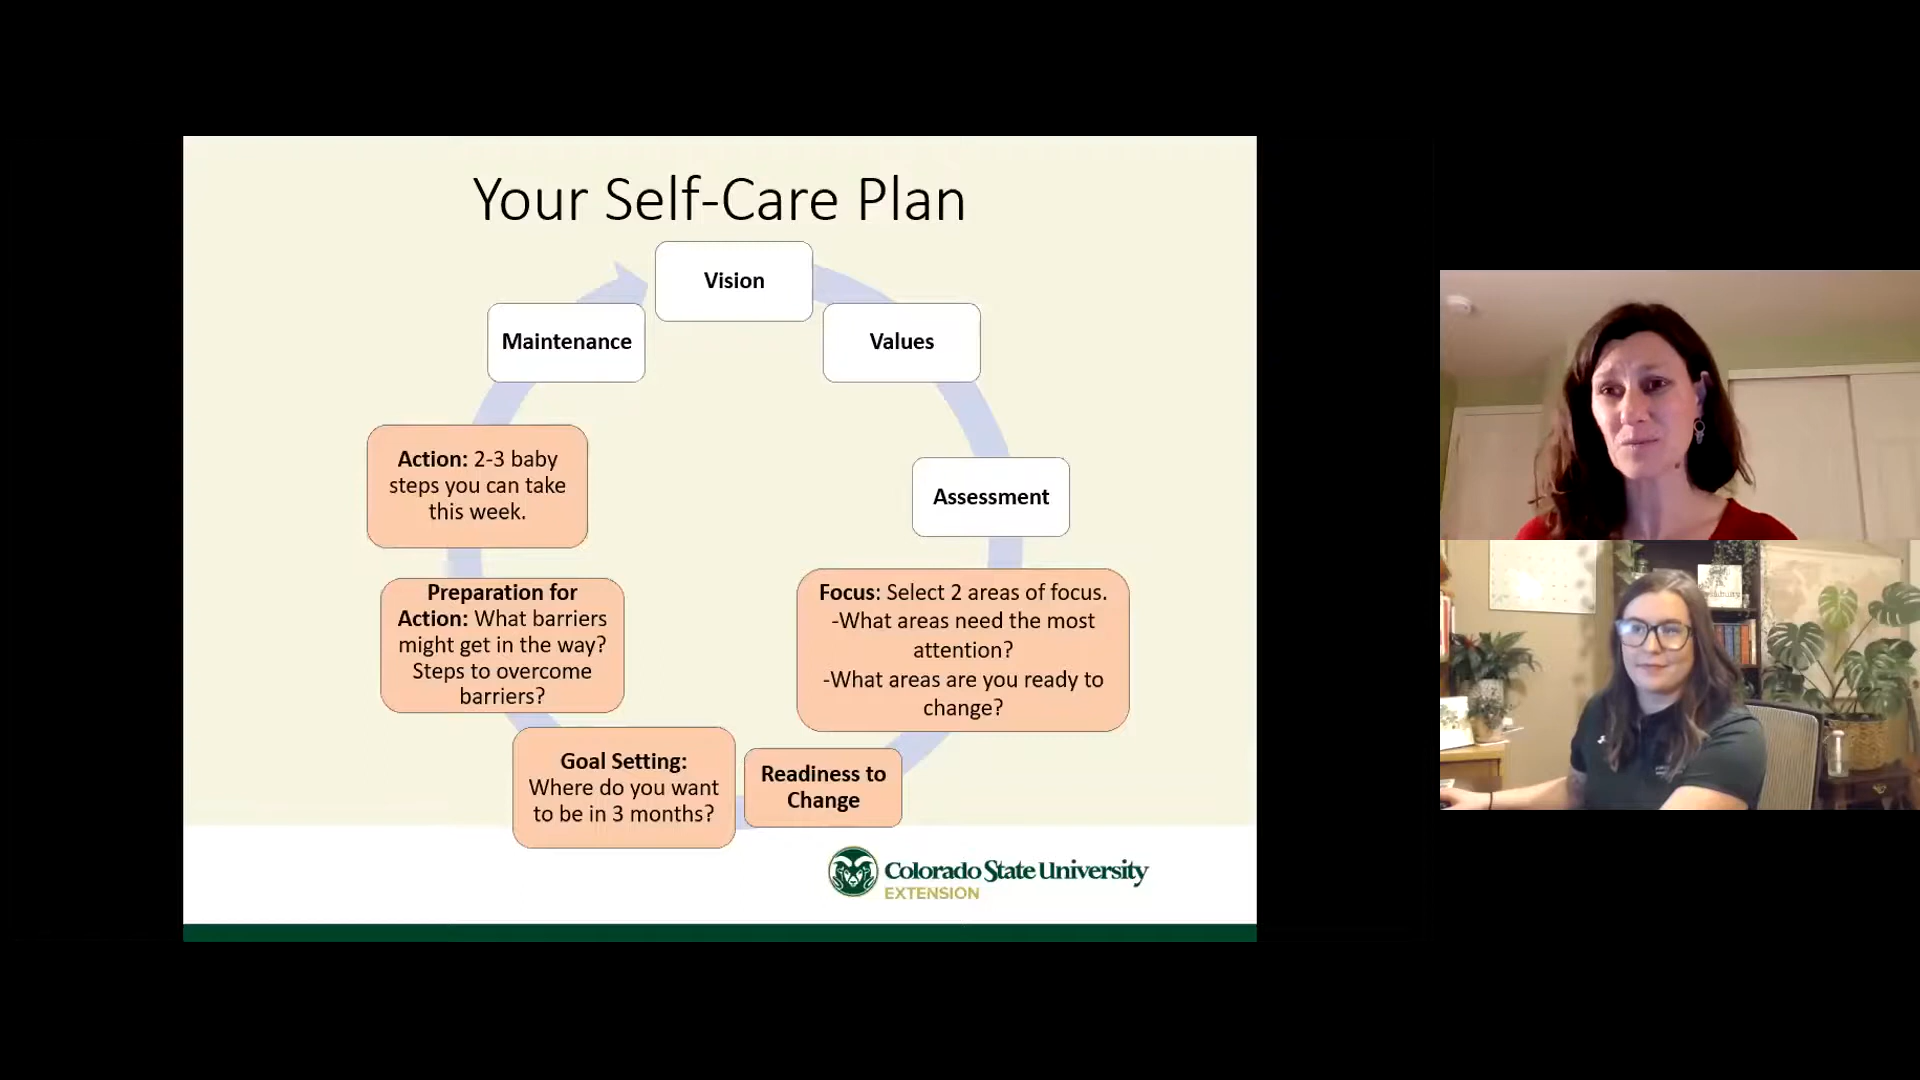 Your Self-Care Plan
Vision
Values
Assessment
Focus: Select 2 areas of focus.
-What areas need the most
attention?
-What areas are you ready to
change?
Readiness to
Change
Goal Setting:
Where do you want
to be in 3 months?
Preparation for
Action: What barriers
might get in the way?
Steps to overcome
barriers?
Action: 2-3 baby
steps you can take
this week.
Maintenance
Colorado State University
EXTENSION